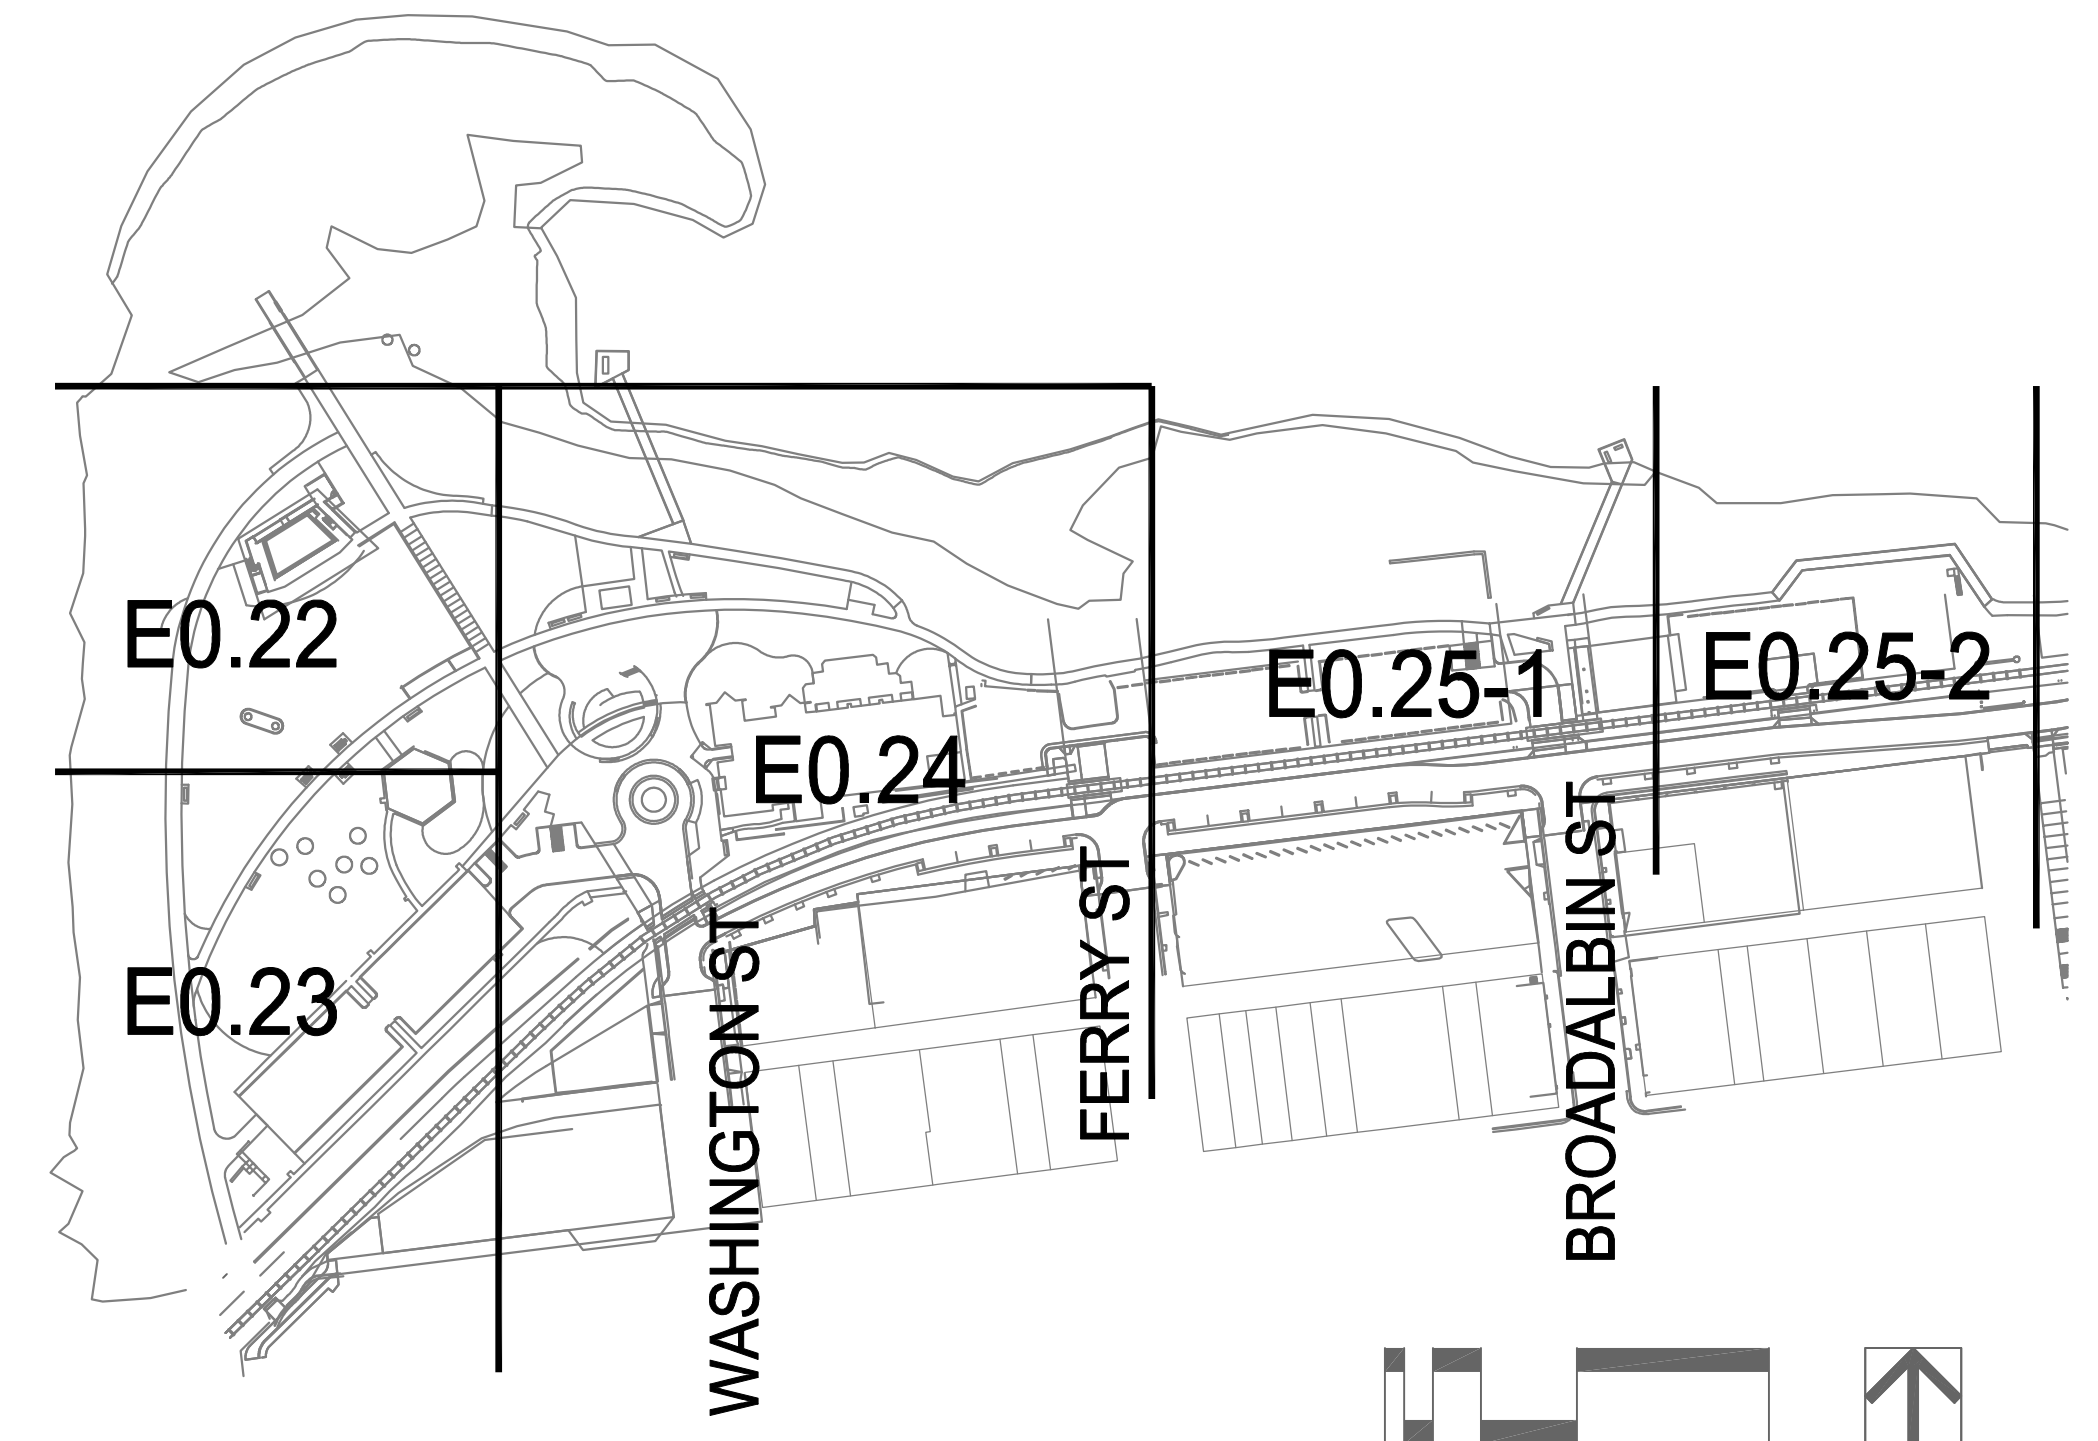 E0.22
E0.25-1
E0.25-2
E0.24
E0.23
WASHINGTON ST
FERRY ST
BROADALBIN ST